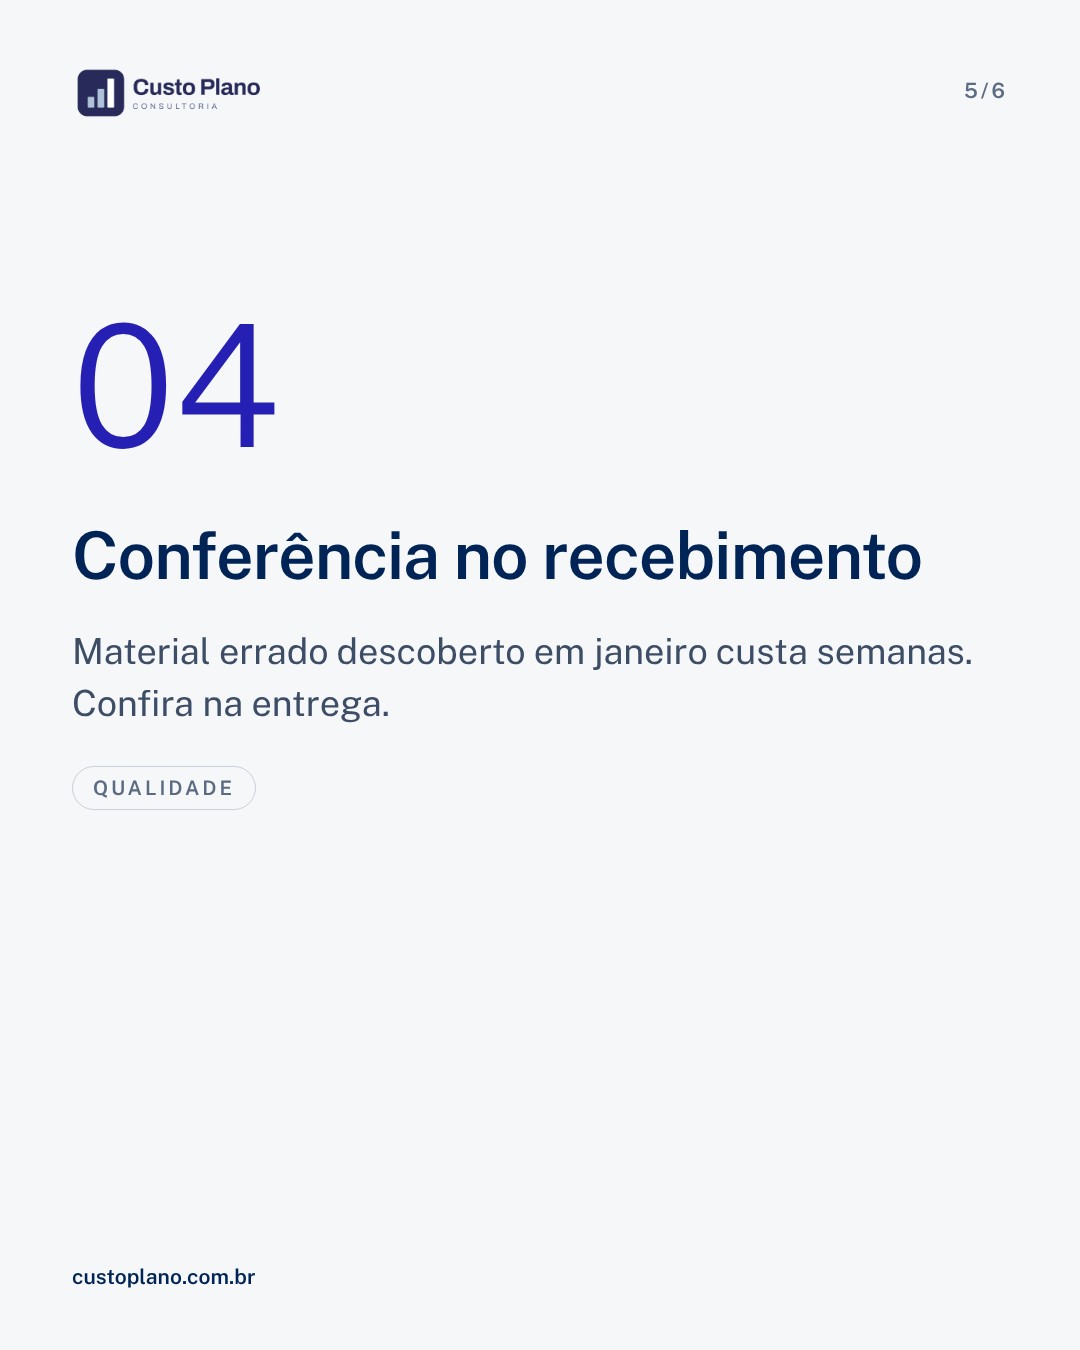 Custo Plano
CONSULTORIA
5/6
04
Conferência no recebimento
Material errado descoberto em janeiro custa semanas.
Confira na entrega.
QUALIDADE
custoplano.com.br